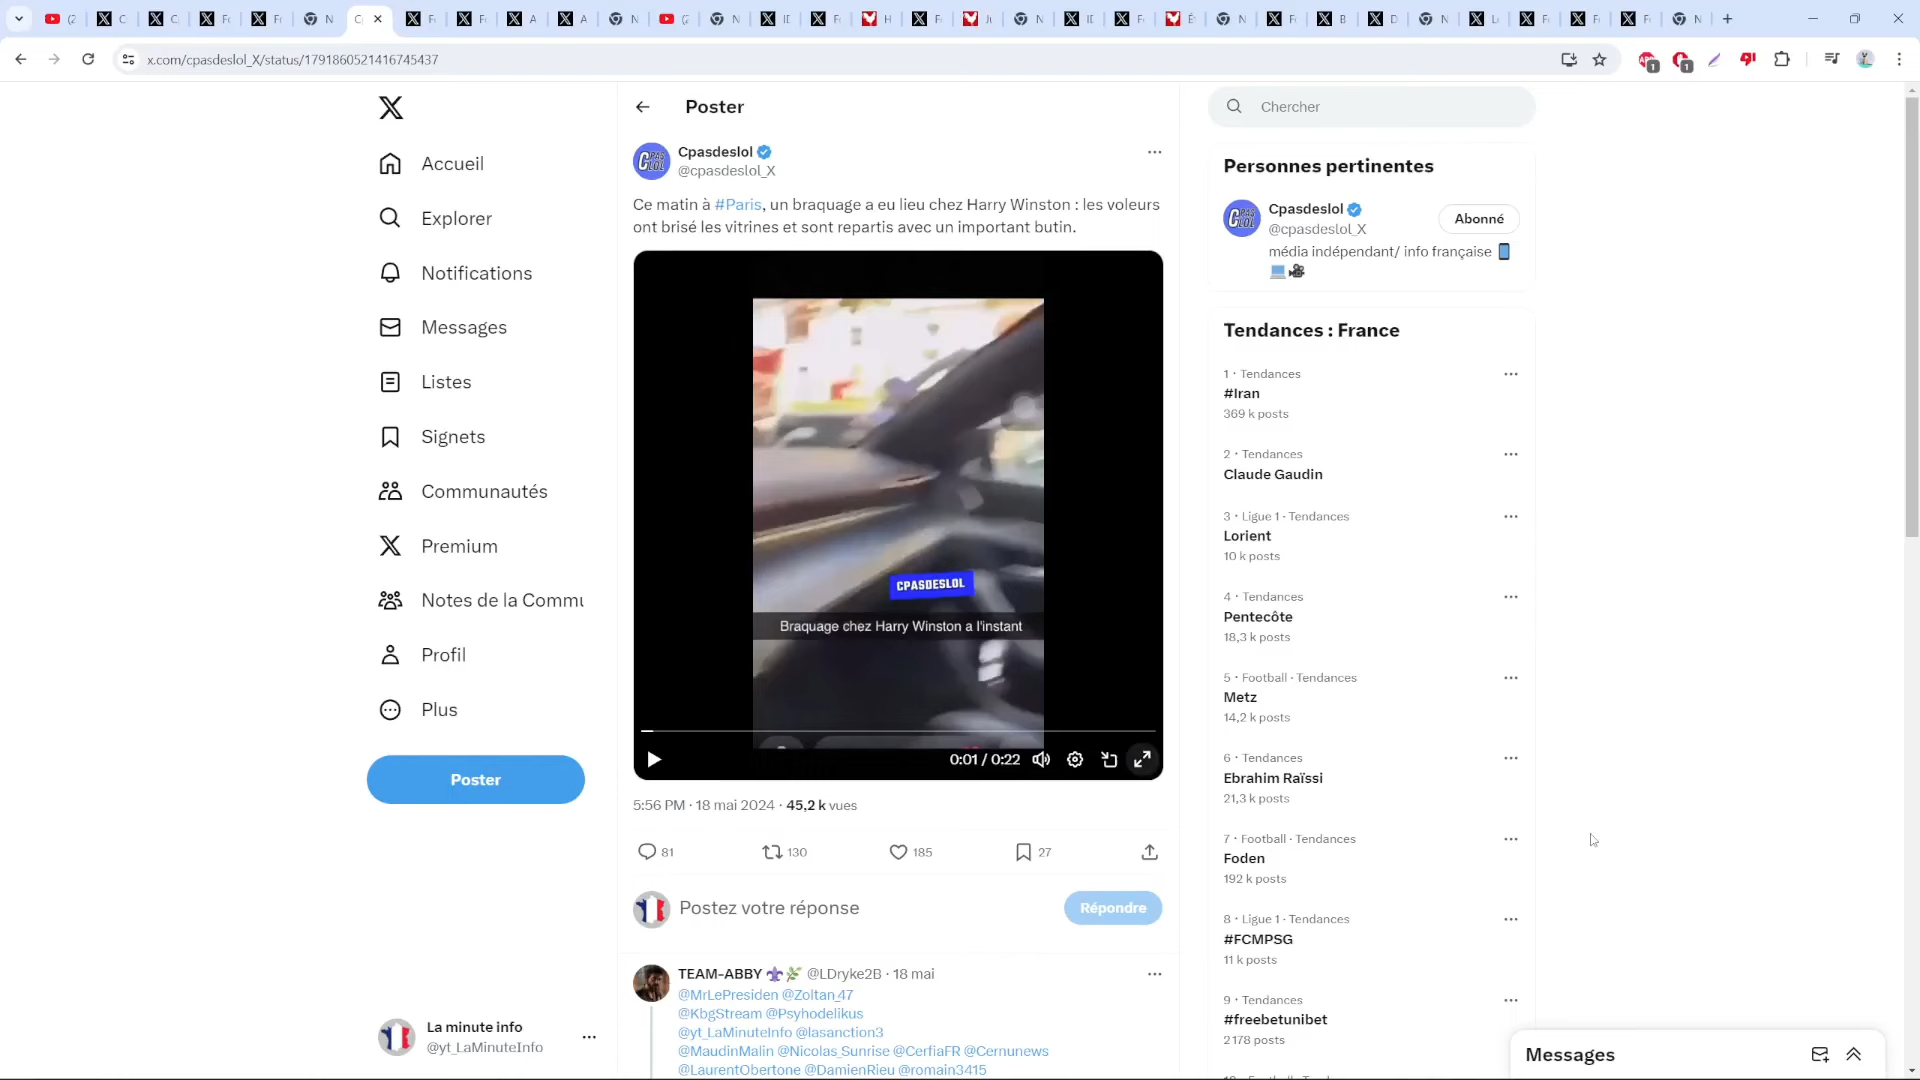 x.com/cpasdeslol_X/status/1791860521416745437
Poster
Chercher
Cpasdeslol
@cpasdeslol_X
Ce matin à #Paris, un braquage a eu lieu chez Harry Winston : les voleurs
ont brisé les vitrines et sont repartis avec un important butin.
CPASDESLOL
Braquage chez Harry Winston a l'instant
0:01 / 0:22
5:56 PM · 18 mai 2024 · 45,2 k vues
81
130
185
27
Postez votre réponse
Répondre
TEAM-ABBY @LDryke2B · 18 mai
@MrLePresiden @Zoltan_47
@KbgStream @Psyhodelikus
@yt_LaMinuteInfo @lasanction3
@MaudinMalin @Nicolas_Sunrise @CerfiaFR @Cernunews
@LaurentObertone @DamienRieu @romain3415
Accueil
Explorer
Notifications
Messages
Listes
Signets
Communautés
Premium
Notes de la Commu
Profil
Plus
Poster
La minute info
@yt_LaMinuteInfo
Personnes pertinentes
Cpasdeslol
@cpasdeslol_X
Abonné
média indépendant/ info française
Tendances : France
1 · Tendances
#Iran
369 k posts
2 · Tendances
Claude Gaudin
3 · Ligue 1 · Tendances
Lorient
10 k posts
4 · Tendances
Pentecôte
18,3 k posts
5 · Football · Tendances
Metz
14,2 k posts
6 · Tendances
Ebrahim Raïssi
21,3 k posts
7 · Football · Tendances
Foden
192 k posts
8 · Ligue 1 · Tendances
#FCMPSG
11 k posts
9 · Tendances
#freebetunibet
2 178 posts
Messages